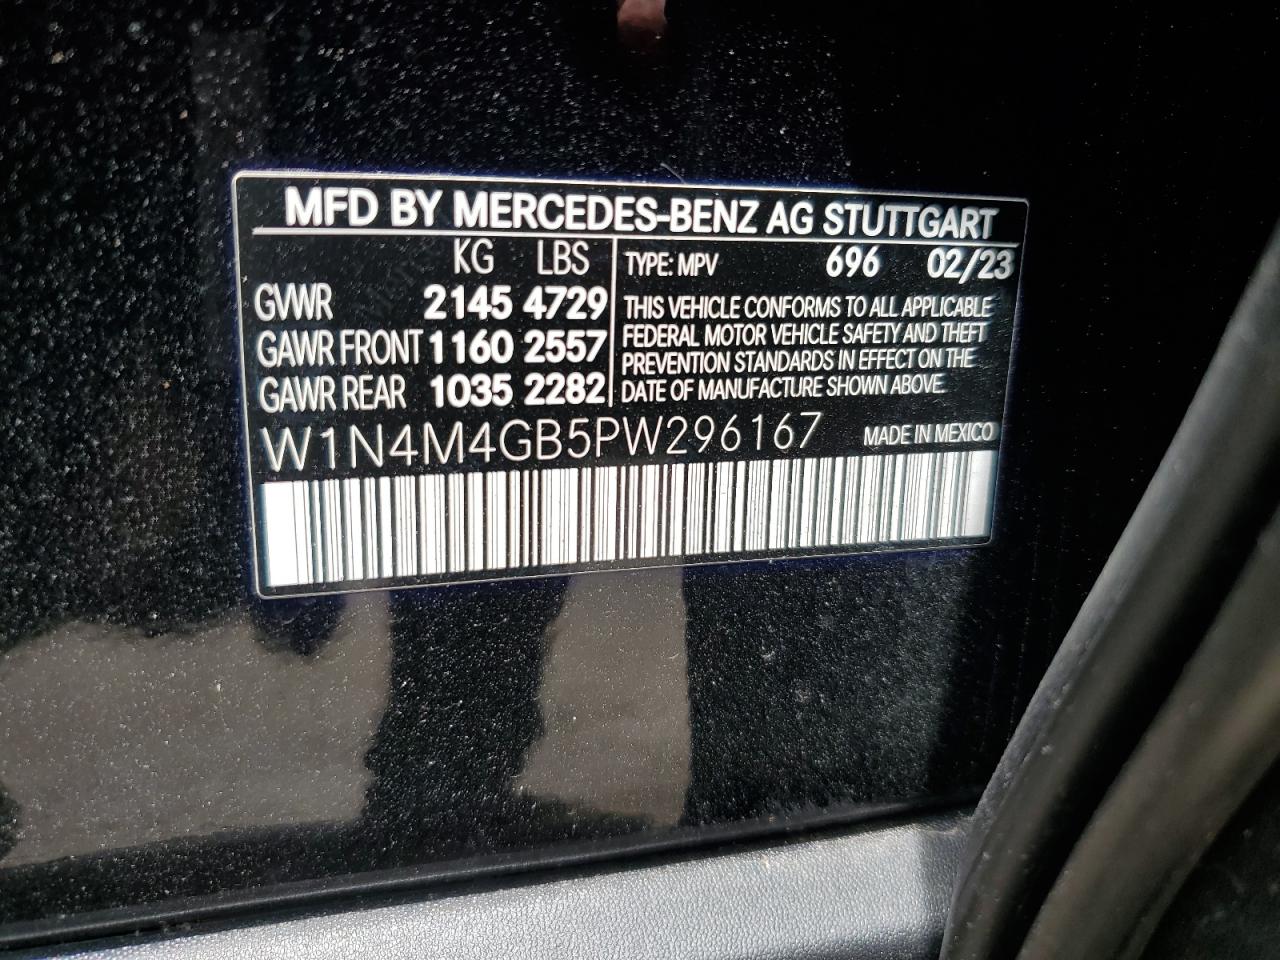 MFD BY MERCEDES-BENZ AG STUTTGART
KG LBS
GVWR 2145 4729
GAWR FRONT 1160 2557
GAWR REAR 1035 2282
TYPE: MPV 696 02/23
THIS VEHICLE CONFORMS TO ALL APPLICABLE
FEDERAL MOTOR VEHICLE SAFETY AND THEFT
PREVENTION STANDARDS IN EFFECT ON THE
DATE OF MANUFACTURE SHOWN ABOVE.
W1N4M4GB5PW296167 MADE IN MEXICO